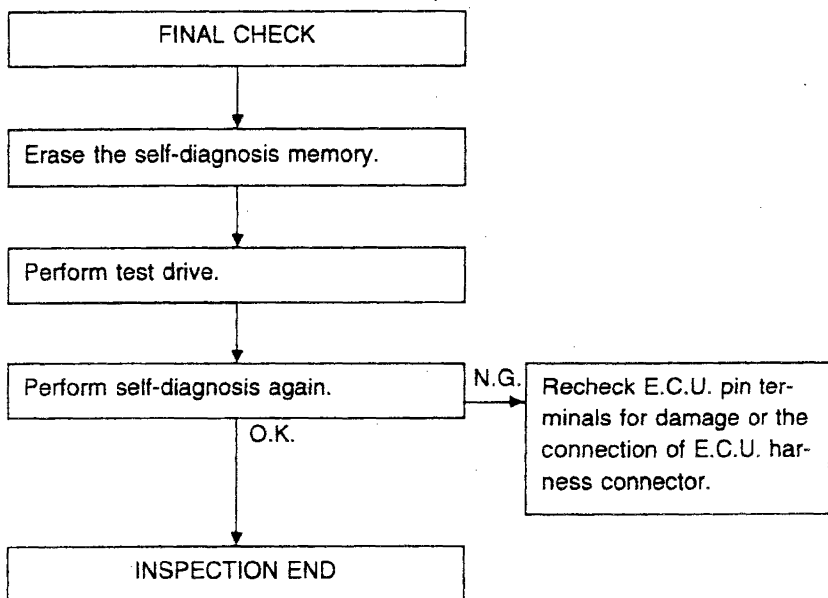 FINAL CHECK
Erase the self-diagnosis memory.
Perform test drive.
Perform self-diagnosis again.
N.G.
Recheck E.C.U. pin ter-
minals for damage or the
connection of E.C.U. har-
ness connector.
O.K.
INSPECTION END